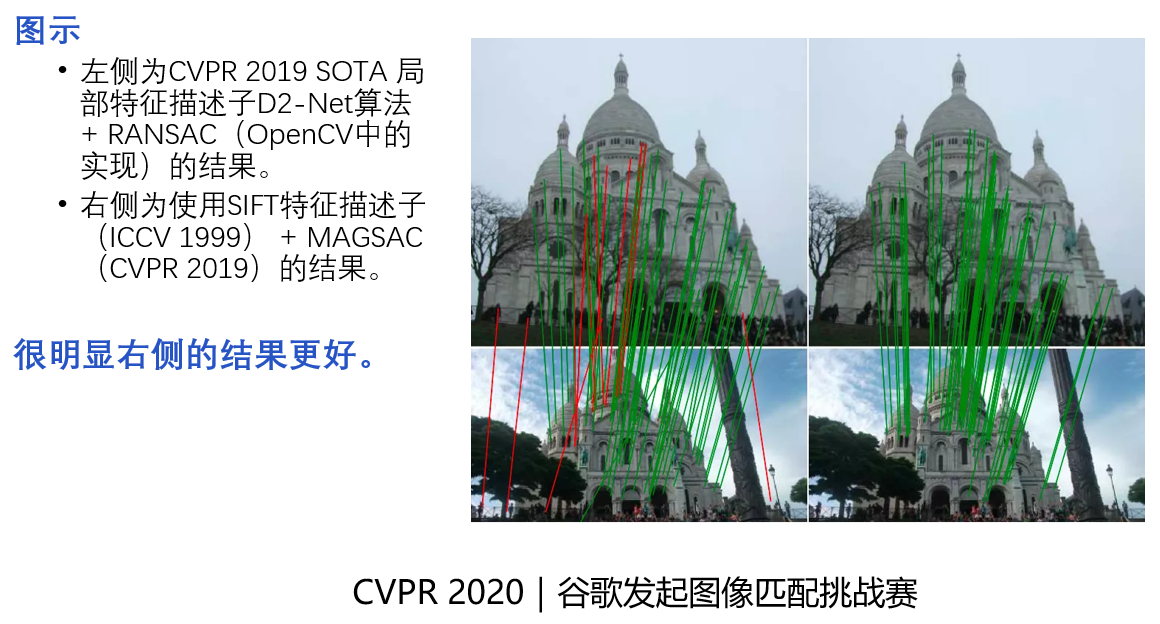 图示
• 左侧为CVPR 2019 SOTA 局
部特征描述子D2-Net算法
+ RANSAC（OpenCV中的
实现）的结果。
• 右侧为使用SIFT特征描述子
（ICCV 1999） + MAGSAC
（CVPR 2019）的结果。
很明显右侧的结果更好。
CVPR 2020｜谷歌发起图像匹配挑战赛